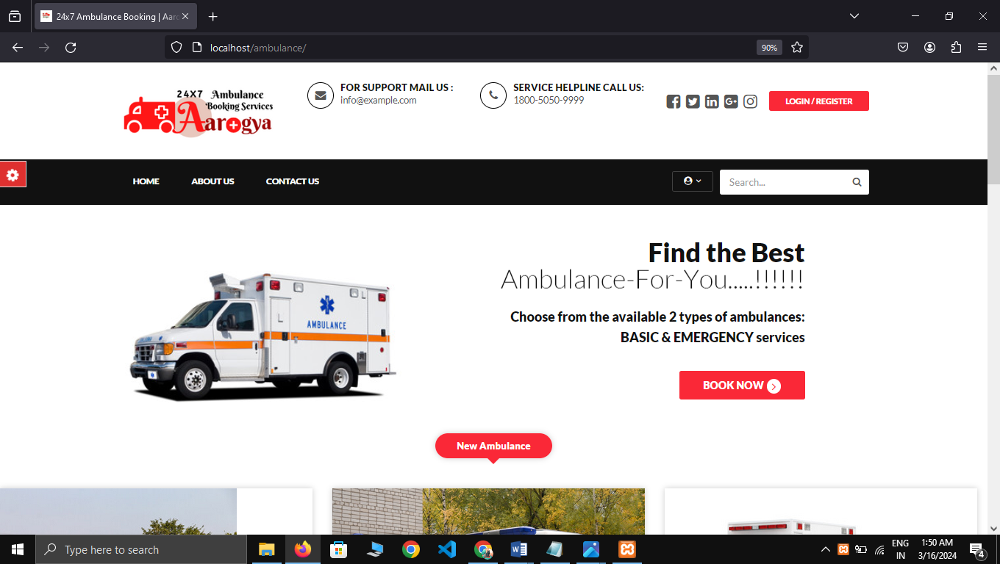 24x7 Ambulance Booking | Aaro
localhost/ambulance/
90%
24X7 Ambulance
Booking Services
Aarogya
FOR SUPPORT MAIL US :
info@example.com
SERVICE HELPLINE CALL US:
1800-5050-9999
LOGIN / REGISTER
HOME
ABOUT US
CONTACT US
Search...
AMBULANCE
Find the Best
Ambulance-For-You.....!!!!!!
Choose from the available 2 types of ambulances:
BASIC & EMERGENCY services
BOOK NOW
New Ambulance
Type here to search
ENG
IN
1:50 AM
3/16/2024
4